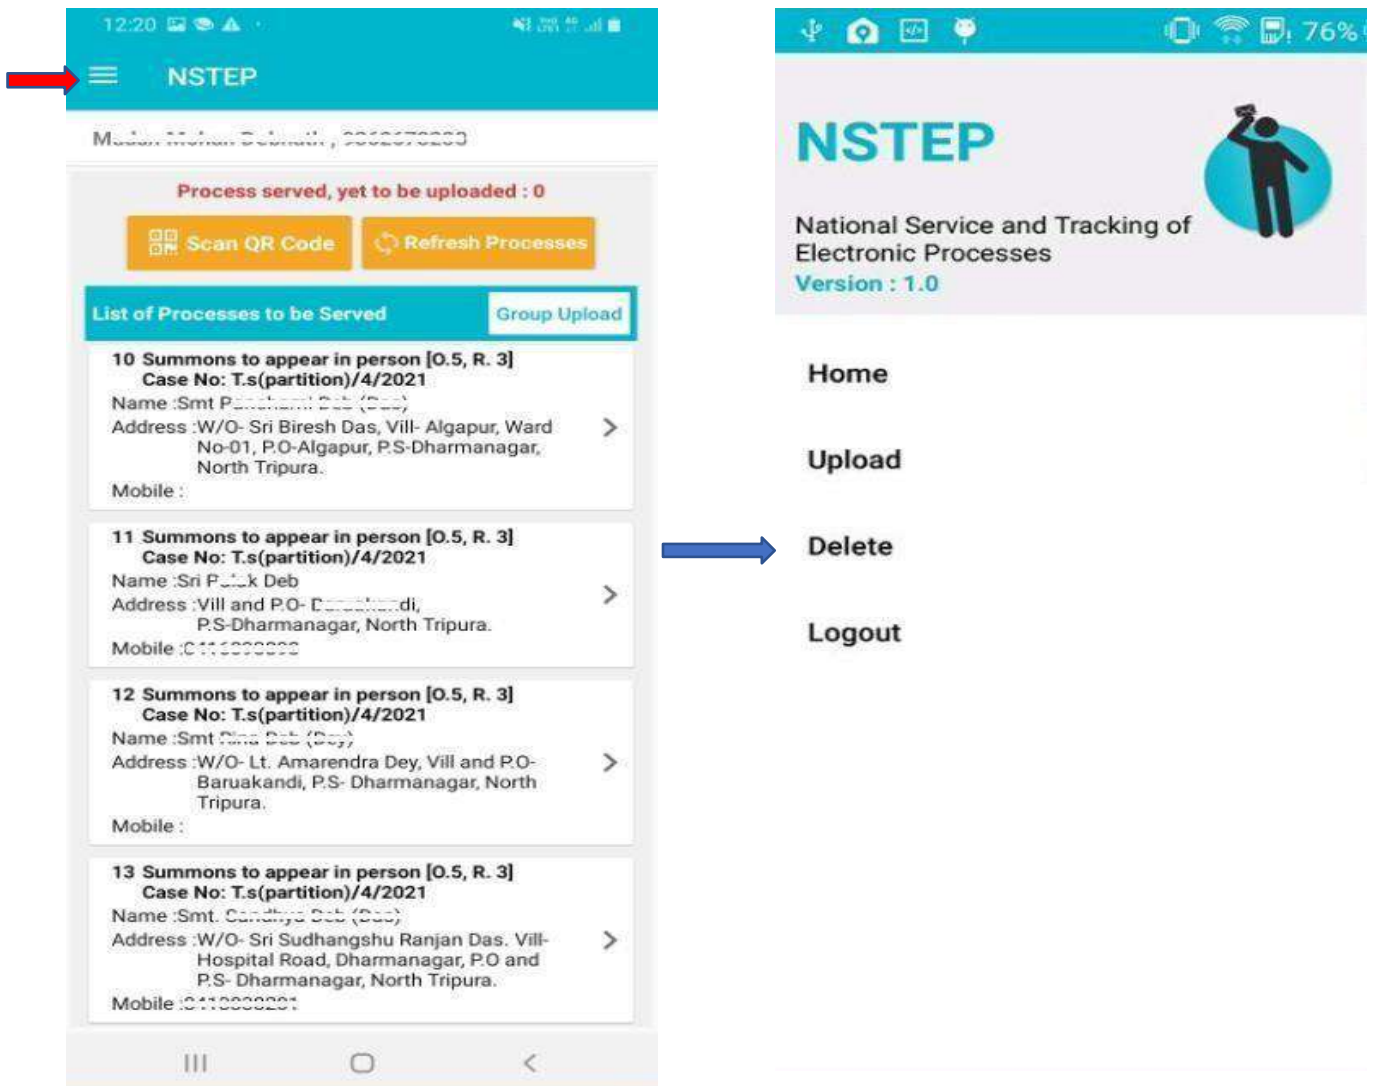 12:20
NSTEP
Process served, yet to be uploaded : 0
Scan QR Code
Refresh Processes
List of Processes to be Served
Group Upload
10 Summons to appear in person [O.5, R. 3]
Case No: T.s(partition)/4/2021
Name :Smt
Address :W/O- Sri Biresh Das, Vill- Algapur, Ward
No-01, P.O-Algapur, P.S-Dharmanagar,
North Tripura.
Mobile :
11 Summons to appear in person [O.5, R. 3]
Case No: T.s(partition)/4/2021
Name :Sri Deb
Address :Vill and P.O-
P.S-Dharmanagar, North Tripura.
Mobile :
12 Summons to appear in person [O.5, R. 3]
Case No: T.s(partition)/4/2021
Name :Smt
Address :W/O- Lt. Amarendra Dey, Vill and P.O-
Baruakandi, P.S- Dharmanagar, North
Tripura.
Mobile :
13 Summons to appear in person [O.5, R. 3]
Case No: T.s(partition)/4/2021
Name :Smt.
Address :W/O- Sri Sudhangshu Ranjan Das. Vill-
Hospital Road, Dharmanagar, P.O and
P.S- Dharmanagar, North Tripura.
Mobile :
76%
NSTEP
National Service and Tracking of
Electronic Processes
Version : 1.0
Home
Upload
Delete
Logout